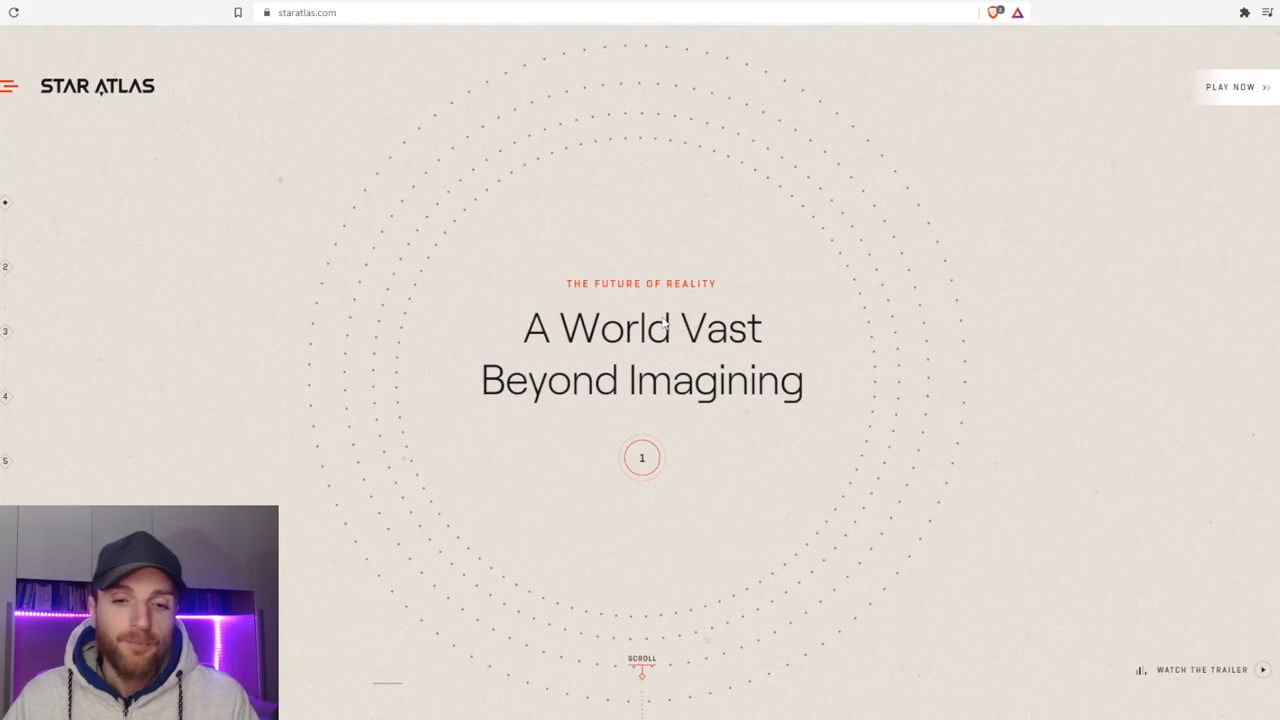 staratlas.com
STAR ATLAS
PLAY NOW
THE FUTURE OF REALITY
A World Vast
Beyond Imagining
1
2
3
4
5
SCROLL
WATCH THE TRAILER